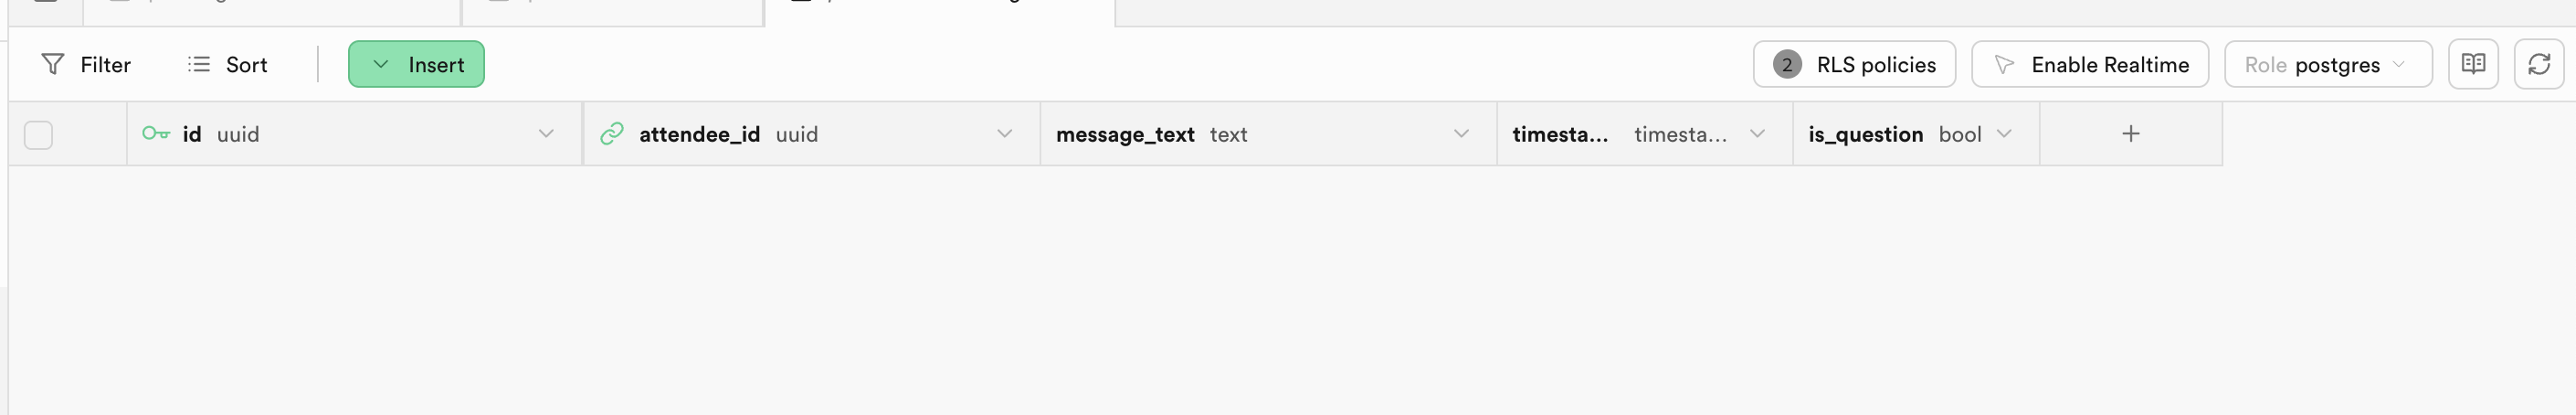 Filter Sort Insert 2 RLS policies Enable Realtime Role postgres
id uuid attendee_id uuid message_text text timesta... timesta... is_question bool +